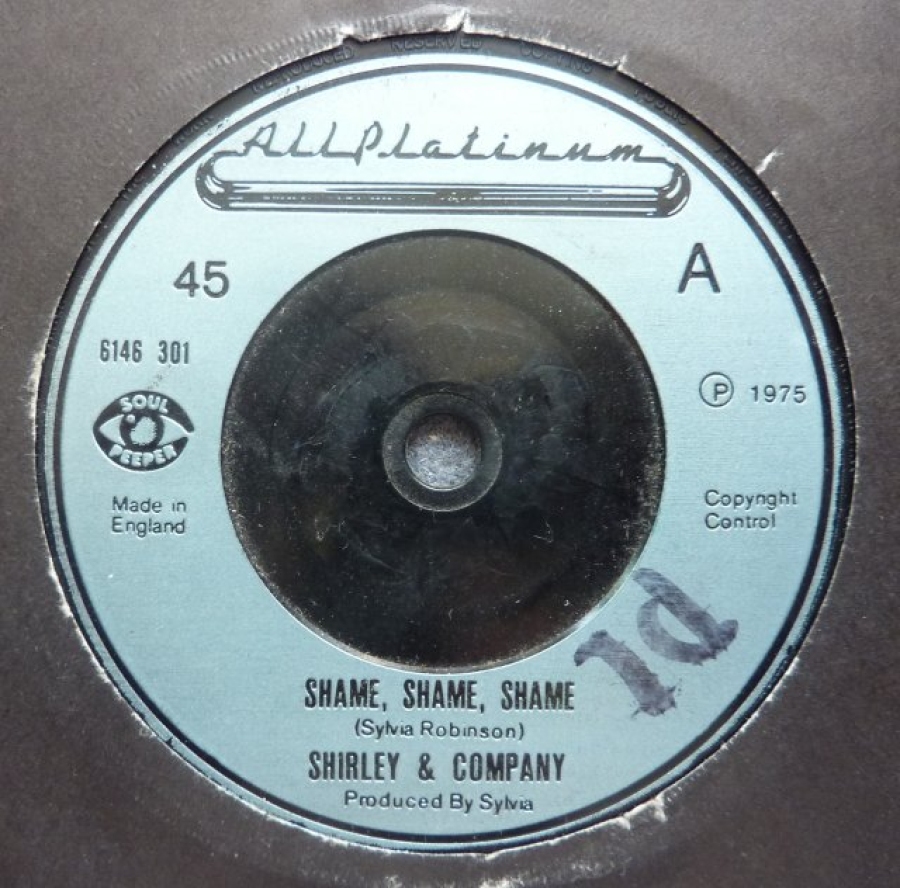 AllPlatinum
45
A
6146 301
SOUL
PEEPER
Ⓟ 1975
Made in
England
Copyright
Control
1d
SHAME, SHAME, SHAME
(Sylvia Robinson)
SHIRLEY & COMPANY
Produced By Sylvia